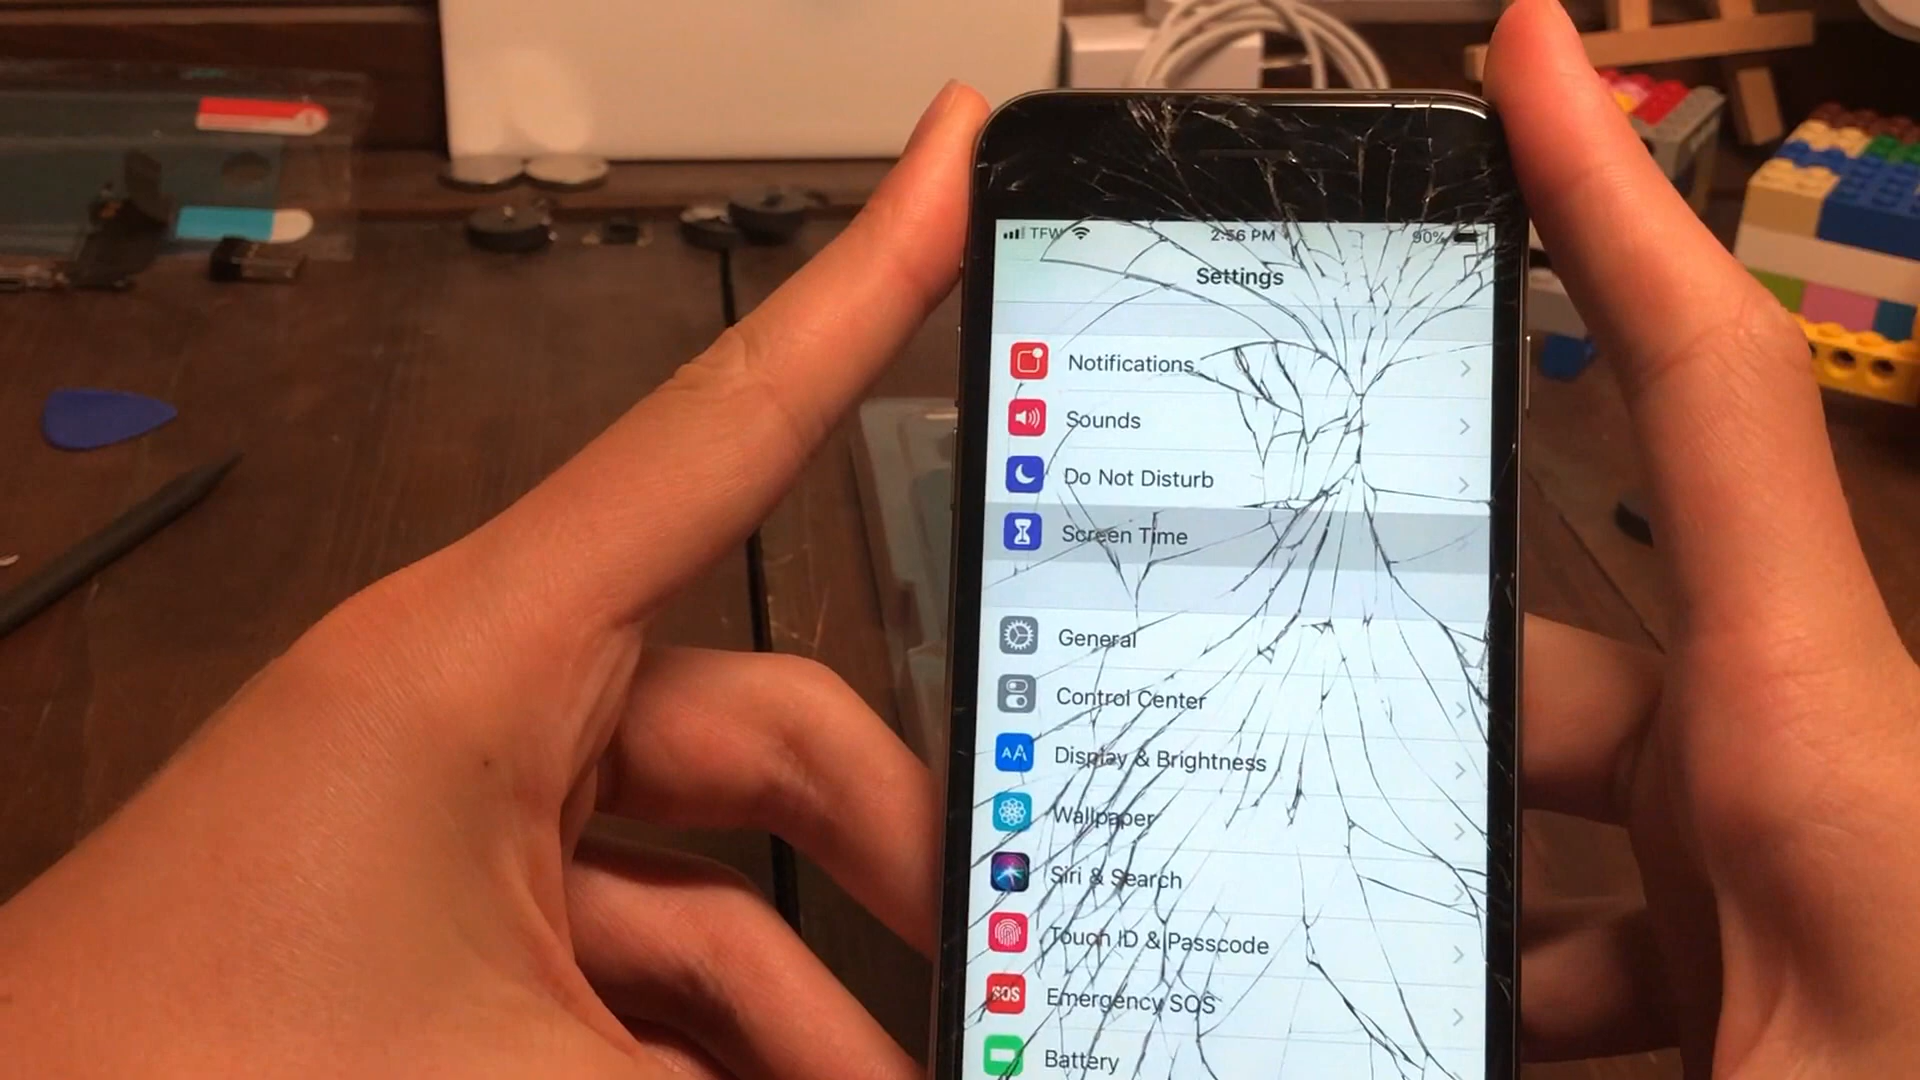 TFW 2:56 PM 90%
Settings
Notifications
Sounds
Do Not Disturb
Screen Time
General
Control Center
AA Display & Brightness
Wallpaper
Siri & Search
Touch ID & Passcode
SOS Emergency SOS
Battery